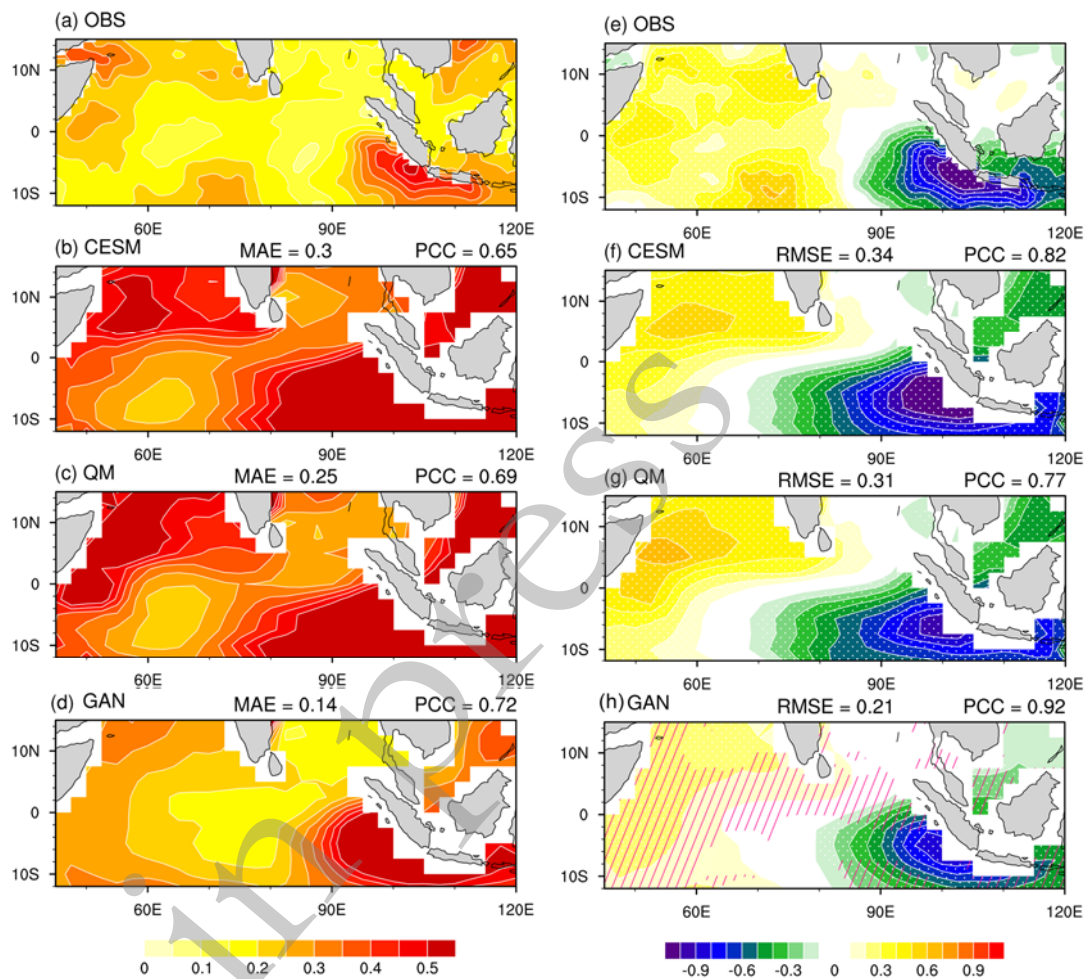 (a) OBS
10N
0
10S
60E 90E 120E
(b) CESM MAE = 0.3 PCC = 0.65
10N
0
10S
60E 90E 120E
(c) QM MAE = 0.25 PCC = 0.69
10N
0
10S
60E 90E 120E
(d) GAN MAE = 0.14 PCC = 0.72
10N
0
10S
60E 90E 120E
0 0.1 0.2 0.3 0.4 0.5
(e) OBS
10N
0
10S
60E 90E 120E
(f) CESM RMSE = 0.34 PCC = 0.82
10N
0
10S
60E 90E 120E
(g) QM RMSE = 0.31 PCC = 0.77
10N
0
10S
60E 90E 120E
(h) GAN RMSE = 0.21 PCC = 0.92
10N
0
10S
60E 90E 120E
-0.9 -0.6 -0.3 0 0.3 0.6 0.9
in press